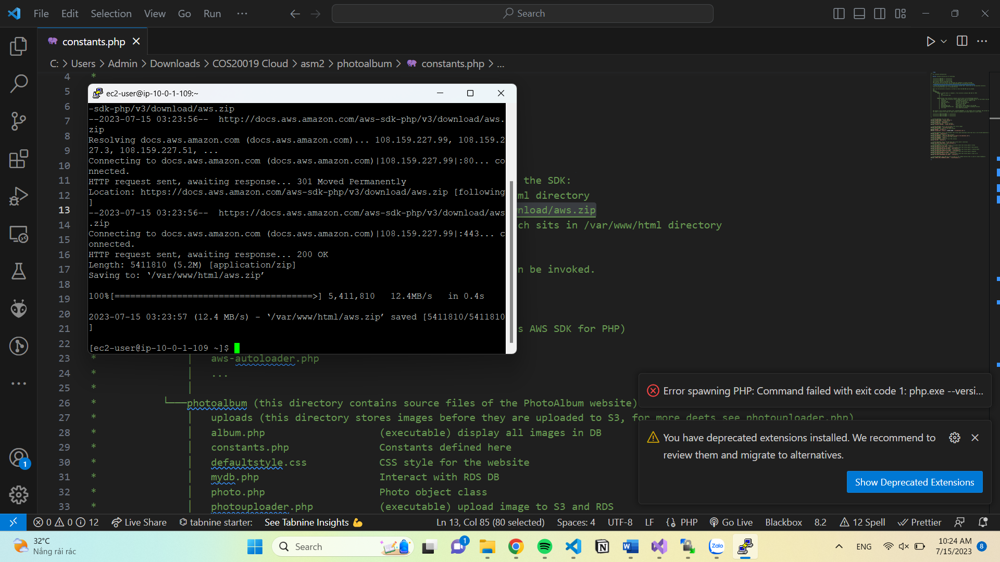 File Edit Selection View Go Run ··· Search
constants.php
C: > Users > Admin > Downloads > COS20019 Cloud > asm2 > photoalbum > constants.php > ...
4 *
5
6
7
8
9
10
11 the SDK:
12 ml directory
13 nload/aws.zip
14 ch sits in /var/www/html directory
15
16
17 n be invoked.
18
19
20
21 s AWS SDK for PHP)
22
23 * │ aws-autoloader.php
24 * │ ...
25 * │
26 * └───photoalbum (this directory contains source files of the PhotoAlbum website)
27 * │ uploads (this directory stores images before they are uploaded to S3, for more deets see photouploader.php)
28 * │ album.php (executable) display all images in DB
29 * │ constants.php Constants defined here
30 * │ defaultstyle.css CSS style for the website
31 * │ mydb.php Interact with RDS DB
32 * │ photo.php Photo object class
33 * │ photouploader.php (executable) upload image to S3 and RDS
ec2-user@ip-10-0-1-109:~
-sdk-php/v3/download/aws.zip
--2023-07-15 03:23:56-- http://docs.aws.amazon.com/aws-sdk-php/v3/download/aws.
zip
Resolving docs.aws.amazon.com (docs.aws.amazon.com)... 108.159.227.99, 108.159.2
27.3, 108.159.227.51, ...
Connecting to docs.aws.amazon.com (docs.aws.amazon.com)|108.159.227.99|:80... co
nnected.
HTTP request sent, awaiting response... 301 Moved Permanently
Location: https://docs.aws.amazon.com/aws-sdk-php/v3/download/aws.zip [following
]
--2023-07-15 03:23:56-- https://docs.aws.amazon.com/aws-sdk-php/v3/download/aws
.zip
Connecting to docs.aws.amazon.com (docs.aws.amazon.com)|108.159.227.99|:443... c
onnected.
HTTP request sent, awaiting response... 200 OK
Length: 5411810 (5.2M) [application/zip]
Saving to: ‘/var/www/html/aws.zip’
100%[======================================>] 5,411,810 12.4MB/s in 0.4s
2023-07-15 03:23:57 (12.4 MB/s) - ‘/var/www/html/aws.zip’ saved [5411810/5411810
]
[ec2-user@ip-10-0-1-109 ~]$
Error spawning PHP: Command failed with exit code 1: php.exe --versi...
You have deprecated extensions installed. We recommend to
review them and migrate to alternatives.
Show Deprecated Extensions
1
0 0 12 Live Share tabnine starter: See Tabnine Insights 💪 Ln 13, Col 85 (80 selected) Spaces: 4 UTF-8 LF PHP Go Live Blackbox 8.2 12 Spell Prettier
32°C
Nắng rải rác
Search
1
Zalo
ENG
10:24 AM
7/15/2023
8